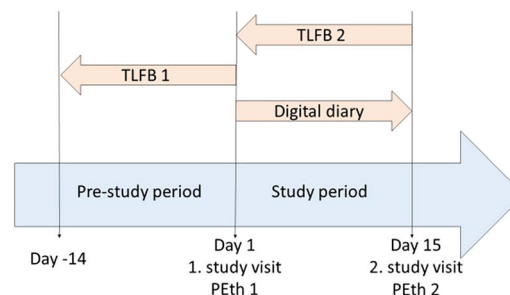 TLFB 2
TLFB 1
Digital diary
Pre-study period
Study period
Day -14
Day 1
1. study visit
PEth 1
Day 15
2. study visit
PEth 2